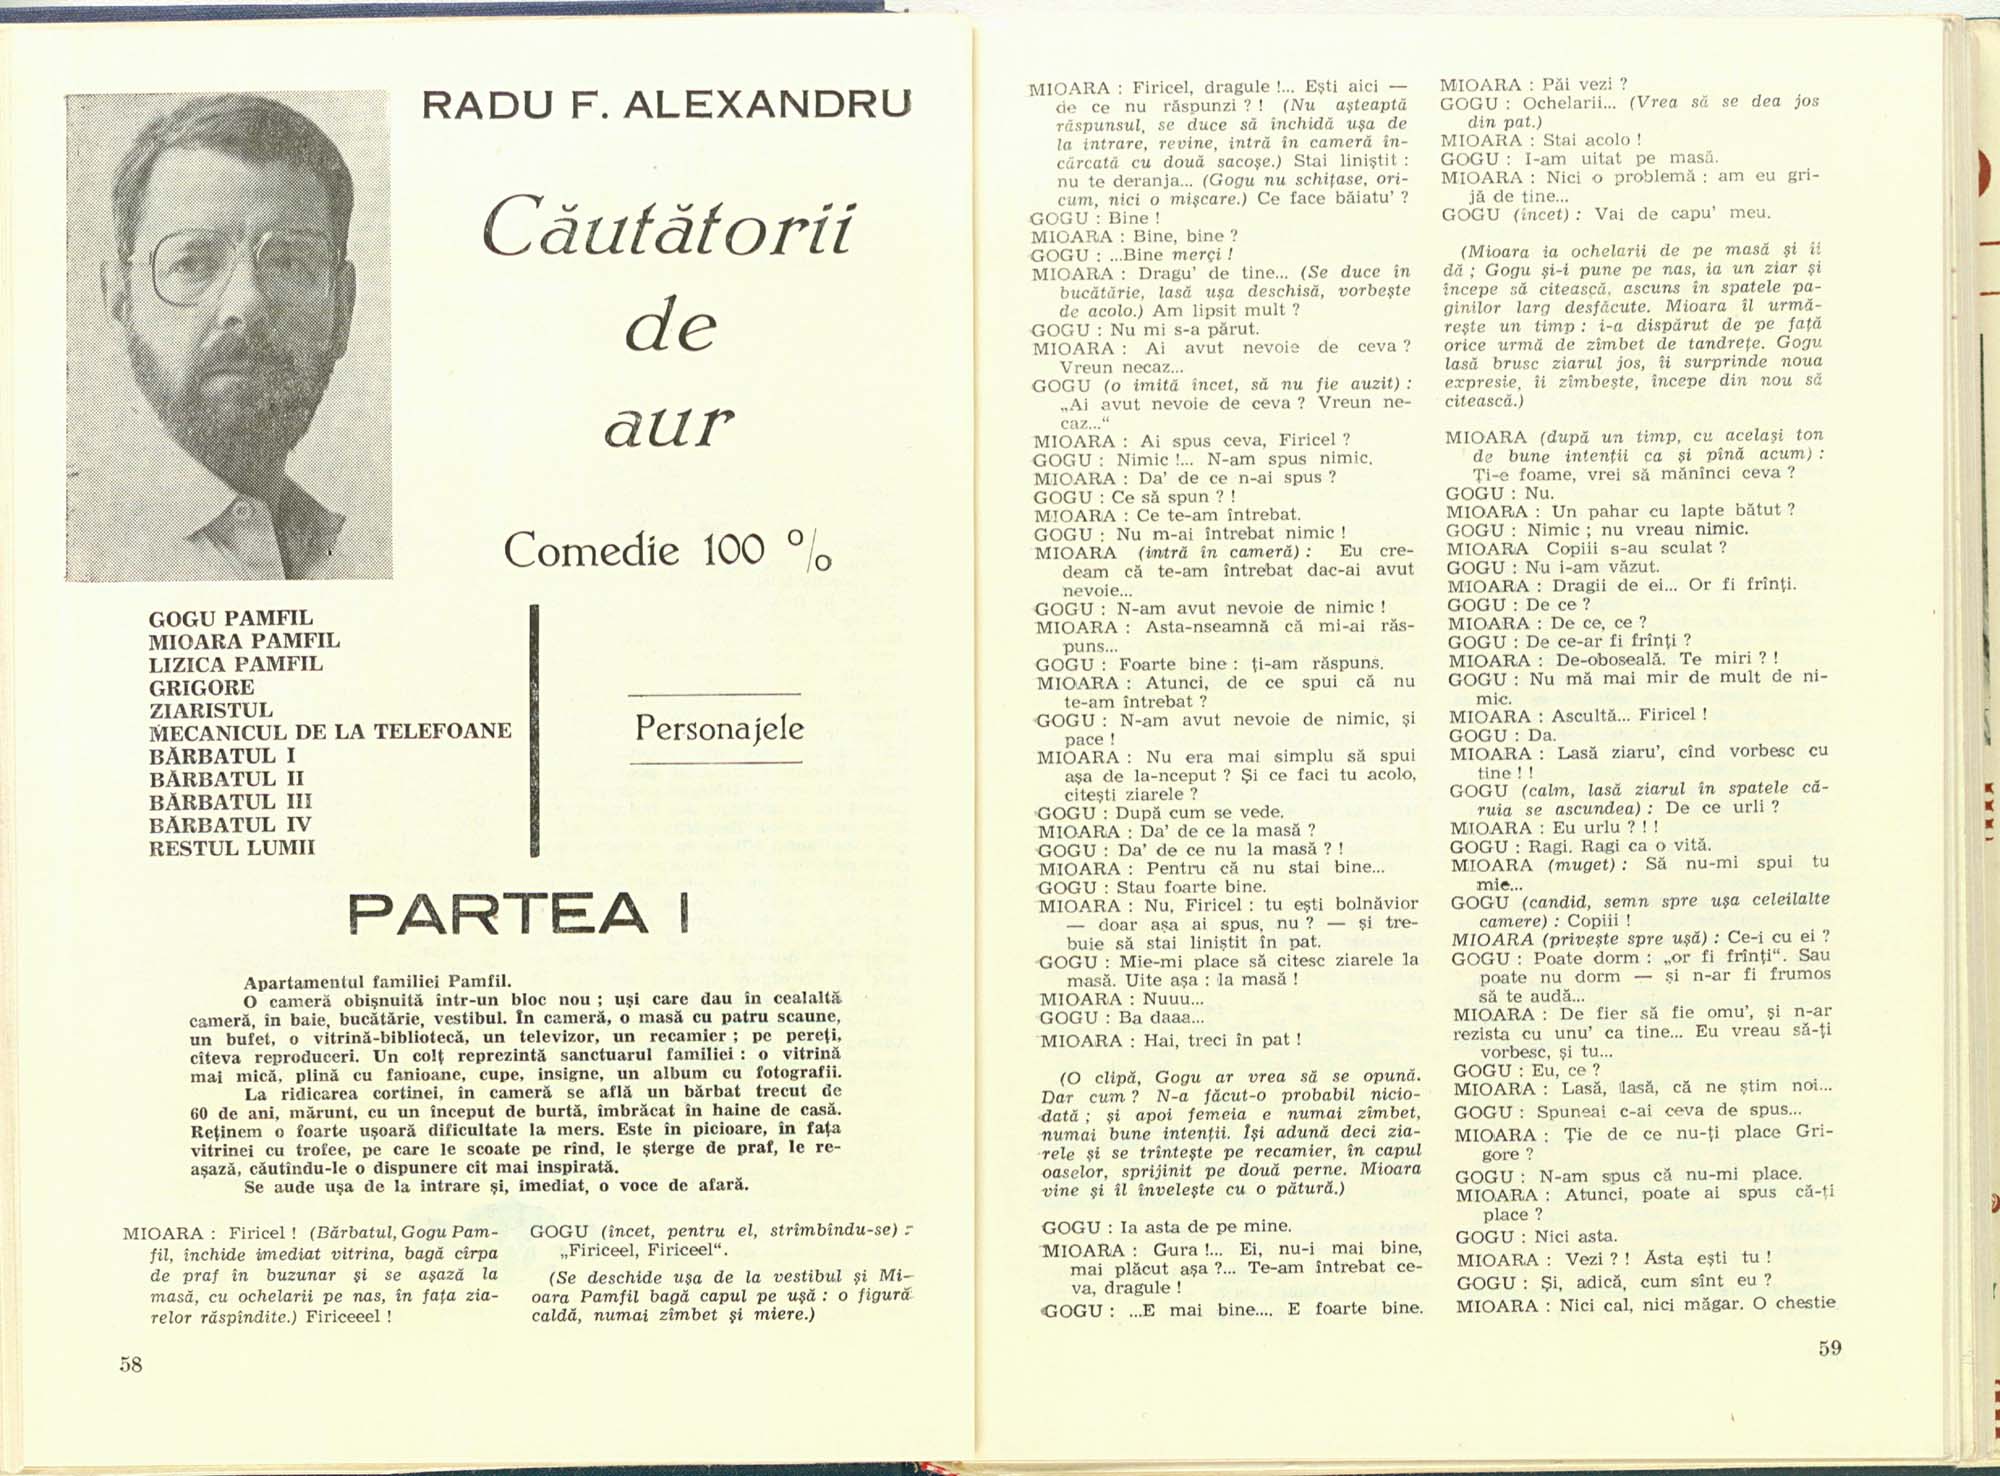 RADU F. ALEXANDRU
Căutătorii
de
aur
Comedie 100 %
GOGU PAMFIL
MIOARA PAMFIL
LIZICA PAMFIL
GRIGORE
ZIARISTUL
MECANICUL DE LA TELEFOANE
BĂRBATUL I
BĂRBATUL II
BĂRBATUL III
BĂRBATUL IV
RESTUL LUMII
Personajele
PARTEA I
Apartamentul familiei Pamfil.
O cameră obișnuită într-un bloc nou ; uși care dau în cealaltă
cameră, în baie, bucătărie, vestibul. În cameră, o masă cu patru scaune,
un bufet, o vitrină-bibliotecă, un televizor, un recamier ; pe pereți,
cîteva reproduceri. Un colț reprezintă sanctuarul familiei : o vitrină
mai mică, plină cu fanioane, cupe, insigne, un album cu fotografii.
La ridicarea cortinei, în cameră se află un bărbat trecut de
60 de ani, mărunt, cu un început de burtă, îmbrăcat în haine de casă.
Reținem o foarte ușoară dificultate la mers. Este în picioare, în fața
vitrinei cu trofee, pe care le scoate pe rînd, le șterge de praf, le re-
așază, căutîndu-le o dispunere cît mai inspirată.
Se aude ușa de la intrare și, imediat, o voce de afară.
MIOARA : Firicel ! (Bărbatul, Gogu Pam-
fil, închide imediat vitrina, bagă cîrpa
de praf în buzunar și se așază la
masă, cu ochelarii pe nas, în fața zia-
relor răspîndite.) Firiceeel !
GOGU (încet, pentru el, strîmbîndu-se) :
„Firiceel, Firiceel“.
(Se deschide ușa de la vestibul și Mi-
oara Pamfil bagă capul pe ușă : o figură
caldă, numai zîmbet și miere.)
58
MIOARA : Firicel, dragule !... Ești aici —
de ce nu răspunzi ? ! (Nu așteaptă
răspunsul, se duce să închidă ușa de
la intrare, revine, intră în cameră în-
cărcată cu două sacoșe.) Stai liniștit :
nu te deranja... (Gogu nu schițase, ori-
cum, nici o mișcare.) Ce face băiatu' ?
GOGU : Bine !
MIOARA : Bine, bine ?
GOGU : ...Bine merçi !
MIOARA : Dragu' de tine... (Se duce în
bucătărie, lasă ușa deschisă, vorbește
de acolo.) Am lipsit mult ?
GOGU : Nu mi s-a părut.
MIOARA : Ai avut nevoie de ceva ?
Vreun necaz...
GOGU (o imită încet, să nu fie auzit) :
„Ai avut nevoie de ceva ? Vreun ne-
caz...“
MIOARA : Ai spus ceva, Firicel ?
GOGU : Nimic !... N-am spus nimic.
MIOARA : Da' de ce n-ai spus ?
GOGU : Ce să spun ? !
MIOARA : Ce te-am întrebat.
GOGU : Nu m-ai întrebat nimic !
MIOARA (intră în cameră) : Eu cre-
deam că te-am întrebat dac-ai avut
nevoie...
GOGU : N-am avut nevoie de nimic !
MIOARA : Asta-nseamnă că mi-ai răs-
puns...
GOGU : Foarte bine : ți-am răspuns.
MIOARA : Atunci, de ce spui că nu
te-am întrebat ?
GOGU : N-am avut nevoie de nimic, și
pace !
MIOARA : Nu era mai simplu să spui
așa de la-nceput ? Și ce faci tu acolo,
citești ziarele ?
GOGU : După cum se vede.
MIOARA : Da' de ce la masă ?
GOGU : Da' de ce nu la masă ? !
MIOARA : Pentru că nu stai bine...
GOGU : Stau foarte bine.
MIOARA : Nu, Firicel : tu ești bolnăvior
— doar așa ai spus, nu ? — și tre-
buie să stai liniștit în pat.
GOGU : Mie-mi place să citesc ziarele la
masă. Uite așa : la masă !
MIOARA : Nuuu...
GOGU : Ba daaa...
MIOARA : Hai, treci în pat !
(O clipă, Gogu ar vrea să se opună.
Dar cum ? N-a făcut-o probabil nicio-
dată ; și apoi femeia e numai zîmbet,
numai bune intenții. Își adună deci zia-
rele și se trîntește pe recamier, în capul
oaselor, sprijinit pe două perne. Mioara
vine și îl învelește cu o pătură.)
GOGU : Ia asta de pe mine.
MIOARA : Gura !... Ei, nu-i mai bine,
mai plăcut așa ?... Te-am întrebat ce-
va, dragule !
GOGU : ...E mai bine.... E foarte bine.
MIOARA : Păi vezi ?
GOGU : Ochelarii... (Vrea să se dea jos
din pat.)
MIOARA : Stai acolo !
GOGU : I-am uitat pe masă.
MIOARA : Nici o problemă : am eu gri-
jă de tine...
GOGU (încet) : Vai de capu' meu.
(Mioara ia ochelarii de pe masă și îi
dă ; Gogu și-i pune pe nas, ia un ziar și
începe să citească, ascuns în spatele pa-
ginilor larg desfăcute. Mioara îl urmă-
rește un timp : i-a dispărut de pe față
orice urmă de zîmbet de tandrețe. Gogu
lasă brusc ziarul jos, îi surprinde noua
expresie, îi zîmbește, începe din nou să
citească.)
MIOARA (după un timp, cu același ton
de bune intenții ca și pînă acum) :
Ți-e foame, vrei să mănînci ceva ?
GOGU : Nu.
MIOARA : Un pahar cu lapte bătut ?
GOGU : Nimic ; nu vreau nimic.
MIOARA Copiii s-au sculat ?
GOGU : Nu i-am văzut.
MIOARA : Dragii de ei... Or fi frînți.
GOGU : De ce ?
MIOARA : De ce, ce ?
GOGU : De ce-ar fi frînți ?
MIOARA : De-oboseală. Te miri ? !
GOGU : Nu mă mai mir de mult de ni-
mic.
MIOARA : Ascultă... Firicel !
GOGU : Da.
MIOARA : Lasă ziaru', cînd vorbesc cu
tine ! !
GOGU (calm, lasă ziarul în spatele că-
ruia se ascundea) : De ce urli ?
MIOARA : Eu urlu ? ! !
GOGU : Ragi. Ragi ca o vită.
MIOARA (muget) : Să nu-mi spui tu
mie...
GOGU (candid, semn spre ușa celeilalte
camere) : Copiii !
MIOARA (privește spre ușă) : Ce-i cu ei ?
GOGU : Poate dorm : „or fi frînți“. Sau
poate nu dorm — și n-ar fi frumos
să te audă...
MIOARA : De fier să fie omu', și n-ar
rezista cu unu' ca tine... Eu vreau să-ți
vorbesc, și tu...
GOGU : Eu, ce ?
MIOARA : Lasă, lasă, că ne știm noi...
GOGU : Spuneai c-ai ceva de spus...
MIOARA : Ție de ce nu-ți place Gri-
gore ?
GOGU : N-am spus că nu-mi place.
MIOARA : Atunci, poate ai spus că-ți
place ?
GOGU : Nici asta.
MIOARA : Vezi ? ! Ăsta ești tu !
GOGU : Și, adică, cum sînt eu ?
MIOARA : Nici cal, nici măgar. O chestie
59